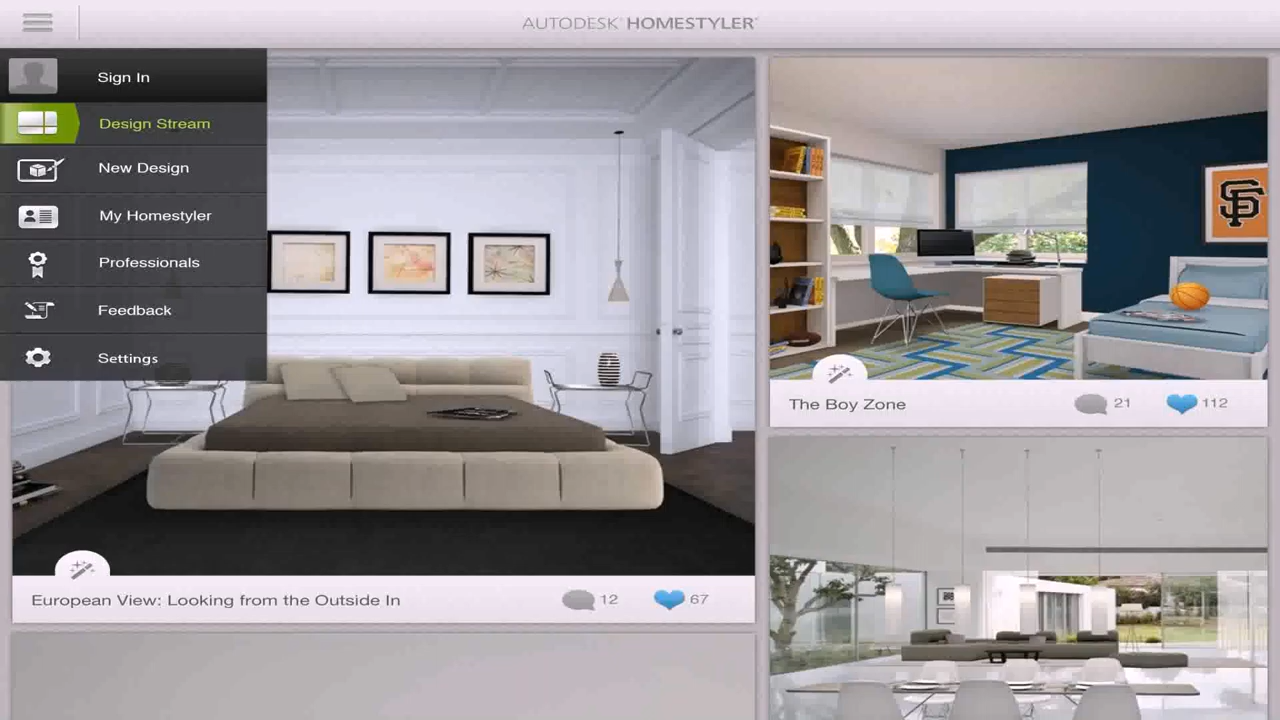 AUTODESK® HOMESTYLER®
Sign In
Design Stream
New Design
My Homestyler
Professionals
Feedback
Settings
SF
The Boy Zone
21
112
European View: Looking from the Outside In
12
67